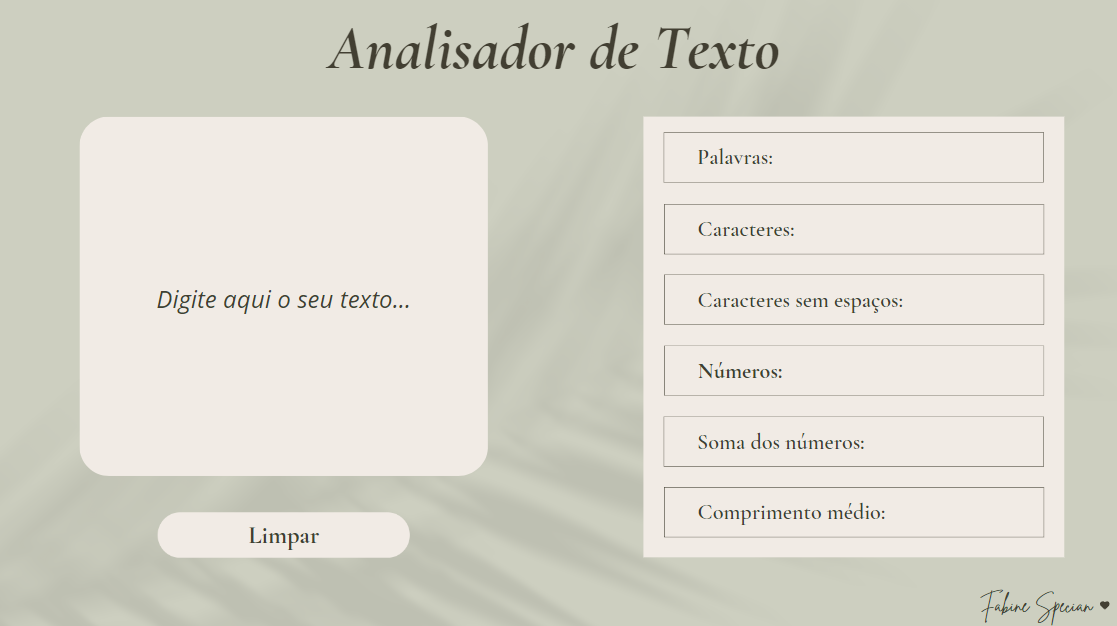 Analisador de Texto
Digite aqui o seu texto...
Limpar
Palavras:
Caracteres:
Caracteres sem espaços:
Números:
Soma dos números:
Comprimento médio:
Fabine Specian